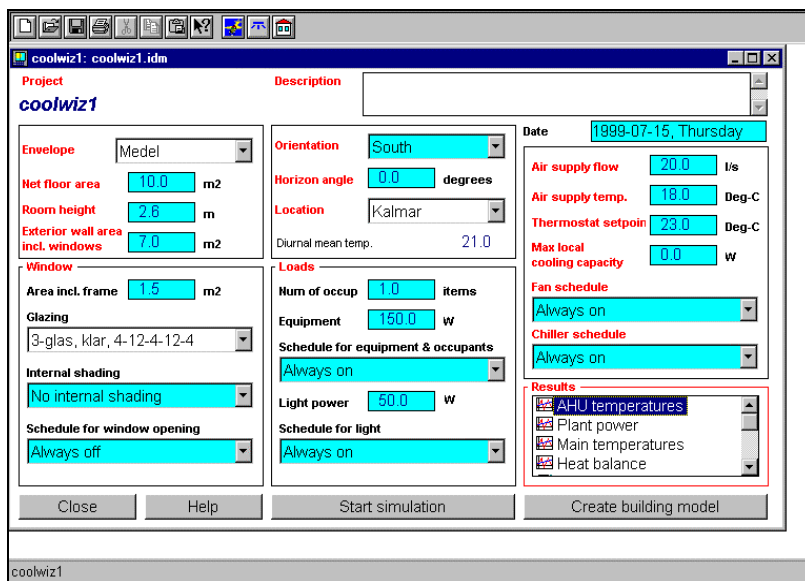 coolwiz1: coolwiz1.idm
Project
coolwiz1
Description
Date 1999-07-15, Thursday
Envelope Medel
Net floor area 10.0 m2
Room height 2.6 m
Exterior wall area
incl. windows 7.0 m2
Orientation South
Horizon angle 0.0 degrees
Location Kalmar
Diurnal mean temp. 21.0
Air supply flow 20.0 l/s
Air supply temp. 18.0 Deg-C
Thermostat setpoin 23.0 Deg-C
Max local
cooling capacity 0.0 W
Fan schedule
Always on
Chiller schedule
Always on
Window
Area incl. frame 1.5 m2
Glazing
3-glas, klar, 4-12-4-12-4
Internal shading
No internal shading
Schedule for window opening
Always off
Loads
Num of occup 1.0 items
Equipment 150.0 W
Schedule for equipment & occupants
Always on
Light power 50.0 W
Schedule for light
Always on
Results
AHU temperatures
Plant power
Main temperatures
Heat balance
Close Help Start simulation Create building model
coolwiz1